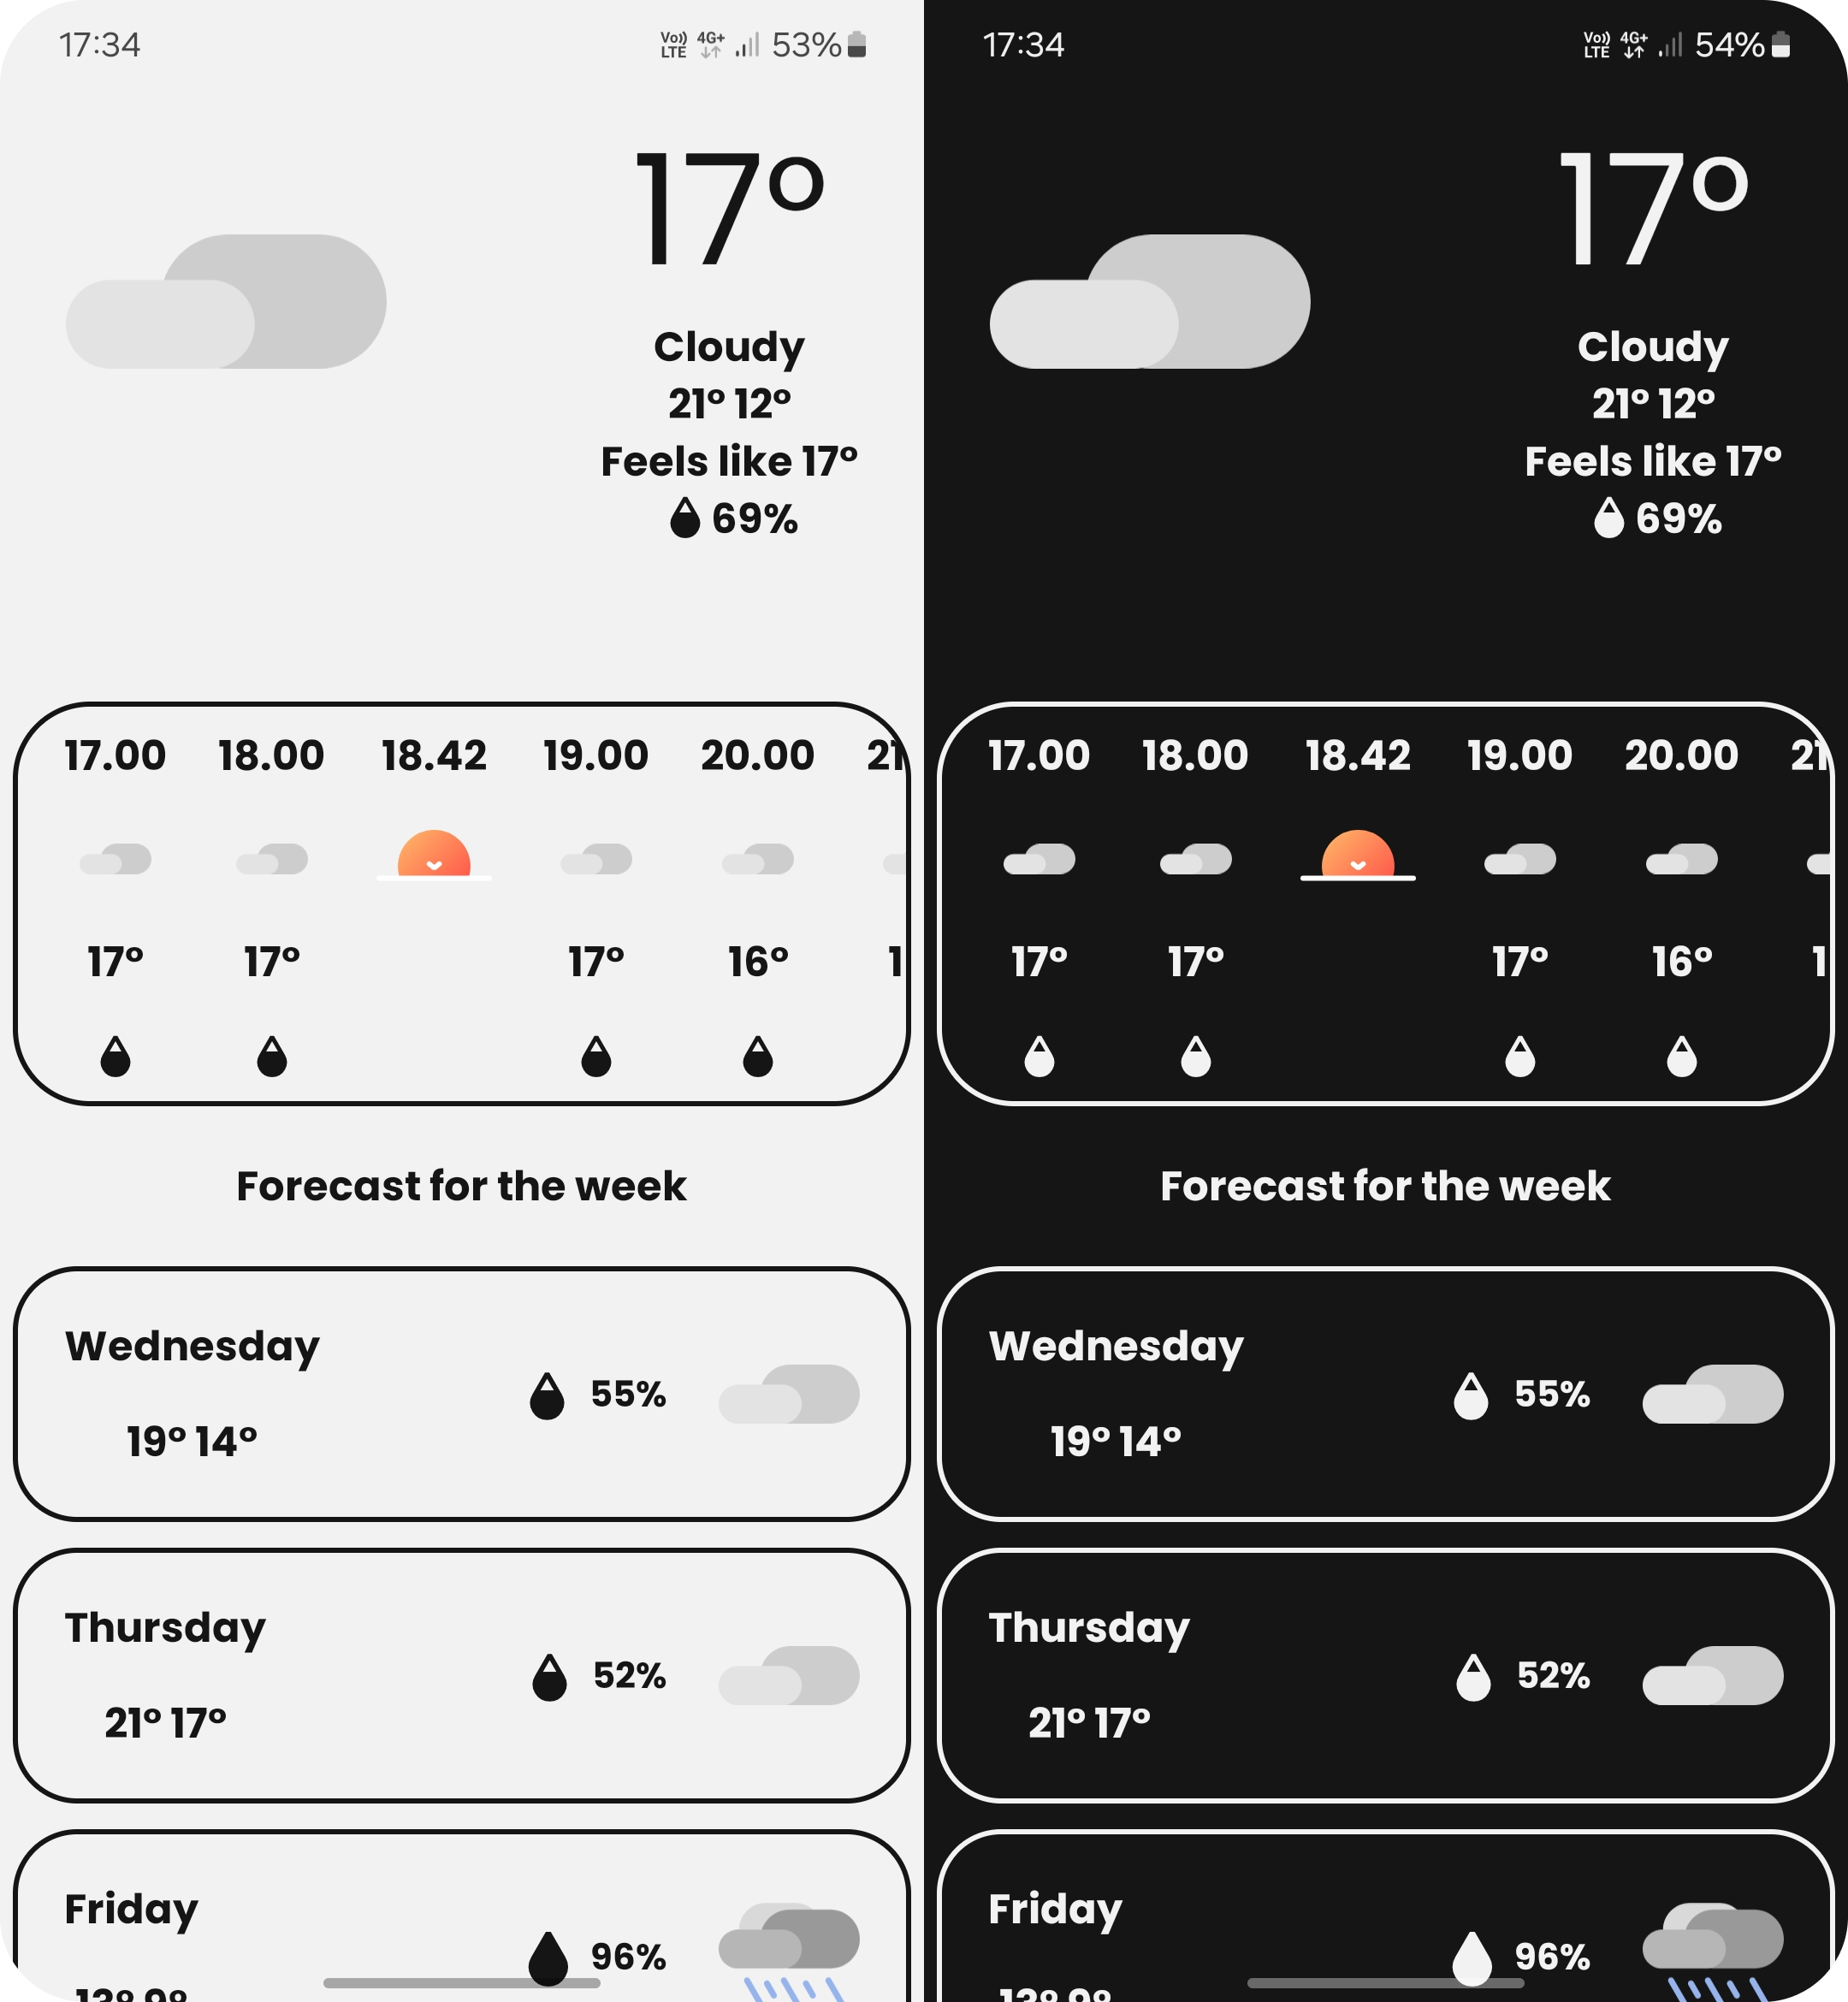 17:34 Vo)) LTE 4G+ 53%
17°
Cloudy
21° 12°
Feels like 17°
69%
17.00 18.00 18.42 19.00 20.00 21
17° 17° 17° 16° 1
Forecast for the week
Wednesday
55%
19° 14°
Thursday
52%
21° 17°
Friday
96%
13° 9°
17:34 Vo)) LTE 4G+ 54%
17°
Cloudy
21° 12°
Feels like 17°
69%
17.00 18.00 18.42 19.00 20.00 21
17° 17° 17° 16° 1
Forecast for the week
Wednesday
55%
19° 14°
Thursday
52%
21° 17°
Friday
96%
13° 9°